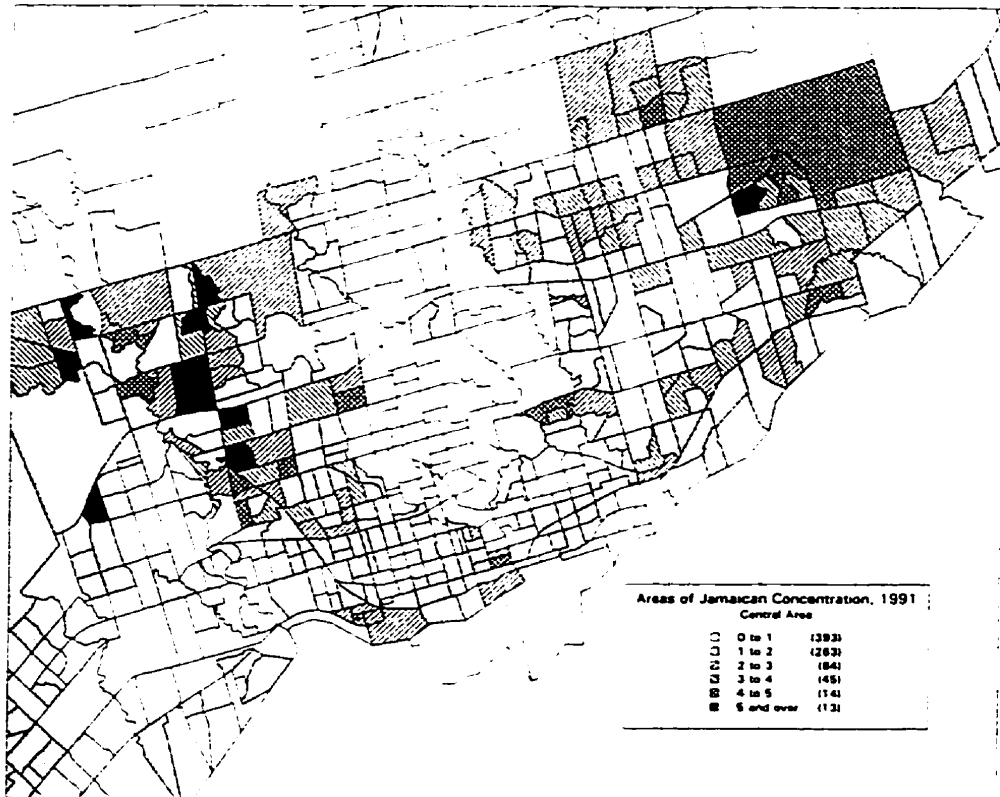 Areas of Jamaican Concentration, 1991
Central Area
0 to 1 (393)
1 to 2 (263)
2 to 3 (84)
3 to 4 (45)
4 to 5 (14)
5 and over (13)